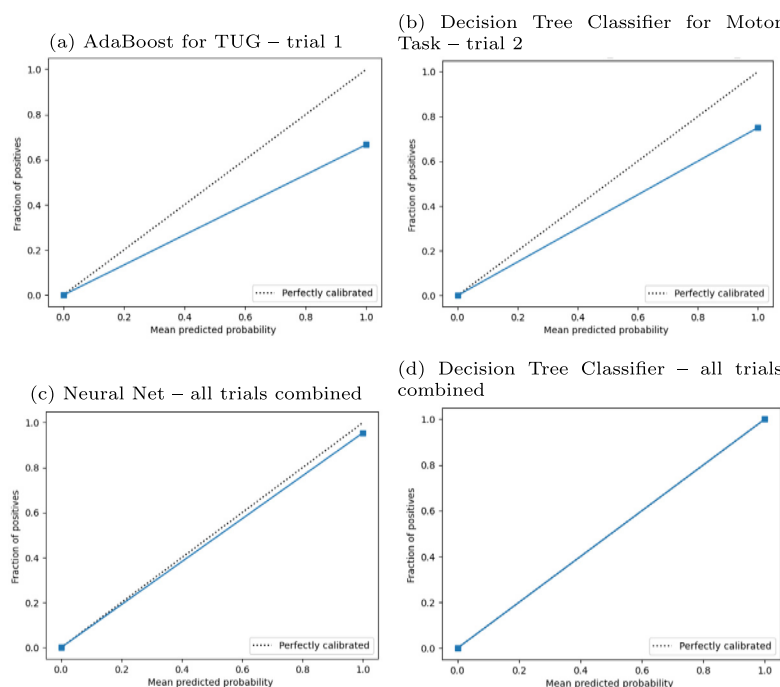 (a) AdaBoost for TUG – trial 1
1.0
0.8
0.6
0.4
0.2
0.0
Fraction of positives
Perfectly calibrated
0.0 0.2 0.4 0.6 0.8 1.0
Mean predicted probability
(b) Decision Tree Classifier for Motor
Task – trial 2
1.0
0.8
0.6
0.4
0.2
0.0
Fraction of positives
Perfectly calibrated
0.0 0.2 0.4 0.6 0.8 1.0
Mean predicted probability
(c) Neural Net – all trials combined
1.0
0.8
0.6
0.4
0.2
0.0
Fraction of positives
Perfectly calibrated
0.0 0.2 0.4 0.6 0.8 1.0
Mean predicted probability
(d) Decision Tree Classifier – all trials
combined
1.0
0.8
0.6
0.4
0.2
0.0
Fraction of positives
Perfectly calibrated
0.0 0.2 0.4 0.6 0.8 1.0
Mean predicted probability